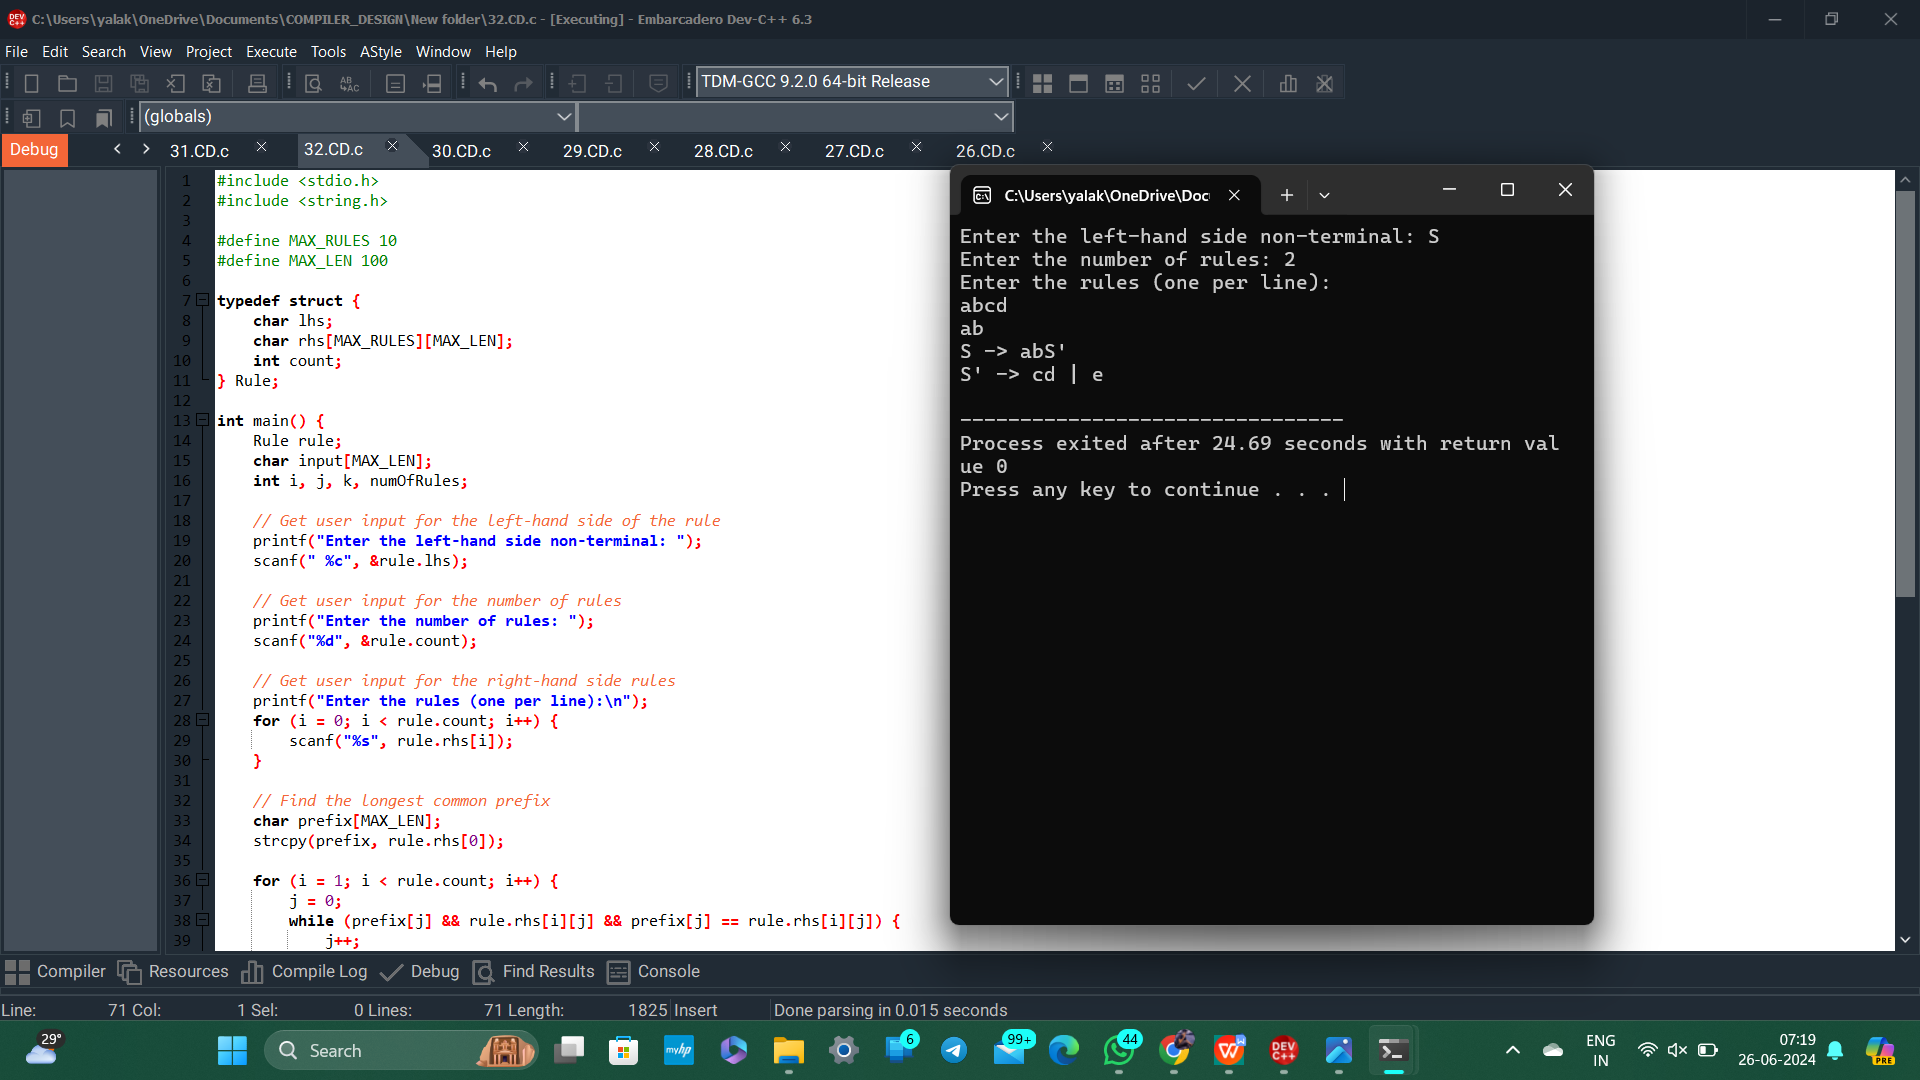 C:\Users\yalak\OneDrive\Documents\COMPILER_DESIGN\New folder\32.CD.c - [Executing] - Embarcadero Dev-C++ 6.3
File Edit Search View Project Execute Tools AStyle Window Help
TDM-GCC 9.2.0 64-bit Release
(globals)
Debug
31.CD.c 32.CD.c 30.CD.c 29.CD.c 28.CD.c 27.CD.c 26.CD.c
1 #include <stdio.h>
2 #include <string.h>
3
4 #define MAX_RULES 10
5 #define MAX_LEN 100
6
7 typedef struct {
8 char lhs;
9 char rhs[MAX_RULES][MAX_LEN];
10 int count;
11 } Rule;
12
13 int main() {
14 Rule rule;
15 char input[MAX_LEN];
16 int i, j, k, numOfRules;
17
18 // Get user input for the left-hand side of the rule
19 printf("Enter the left-hand side non-terminal: ");
20 scanf(" %c", &rule.lhs);
21
22 // Get user input for the number of rules
23 printf("Enter the number of rules: ");
24 scanf("%d", &rule.count);
25
26 // Get user input for the right-hand side rules
27 printf("Enter the rules (one per line):\n");
28 for (i = 0; i < rule.count; i++) {
29 scanf("%s", rule.rhs[i]);
30 }
31
32 // Find the longest common prefix
33 char prefix[MAX_LEN];
34 strcpy(prefix, rule.rhs[0]);
35
36 for (i = 1; i < rule.count; i++) {
37 j = 0;
38 while (prefix[j] && rule.rhs[i][j] && prefix[j] == rule.rhs[i][j]) {
39 j++;
C:\Users\yalak\OneDrive\Doc
Enter the left-hand side non-terminal: S
Enter the number of rules: 2
Enter the rules (one per line):
abcd
ab
S -> abS'
S' -> cd | e
--------------------------------
Process exited after 24.69 seconds with return val
ue 0
Press any key to continue . . .
Compiler Resources Compile Log Debug Find Results Console
Line: 71 Col: 1 Sel: 0 Lines: 71 Length: 1825 Insert Done parsing in 0.015 seconds
29°
Search
myhp
6
99+
44
DEV C++
PRE
ENG
IN
07:19
26-06-2024